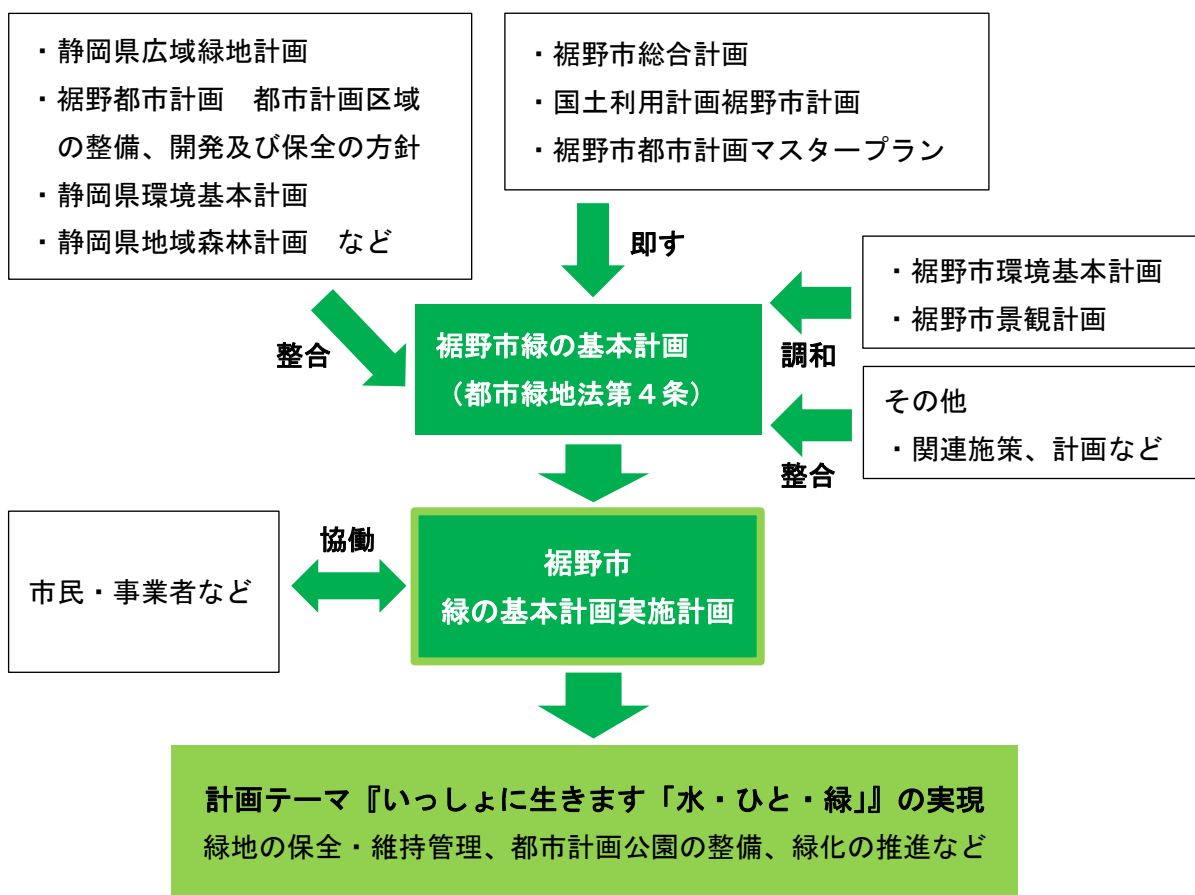 ・静岡県広域緑地計画
・裾野都市計画　都市計画区域
の整備、開発及び保全の方針
・静岡県環境基本計画
・静岡県地域森林計画　など
・裾野市総合計画
・国土利用計画裾野市計画
・裾野市都市計画マスタープラン
即す
・裾野市環境基本計画
・裾野市景観計画
整合
裾野市緑の基本計画
（都市緑地法第４条）
調和
その他
・関連施策、計画など
整合
市民・事業者など
協働
裾野市
緑の基本計画実施計画
計画テーマ『いっしょに生きます「水・ひと・緑」』の実現
緑地の保全・維持管理、都市計画公園の整備、緑化の推進など